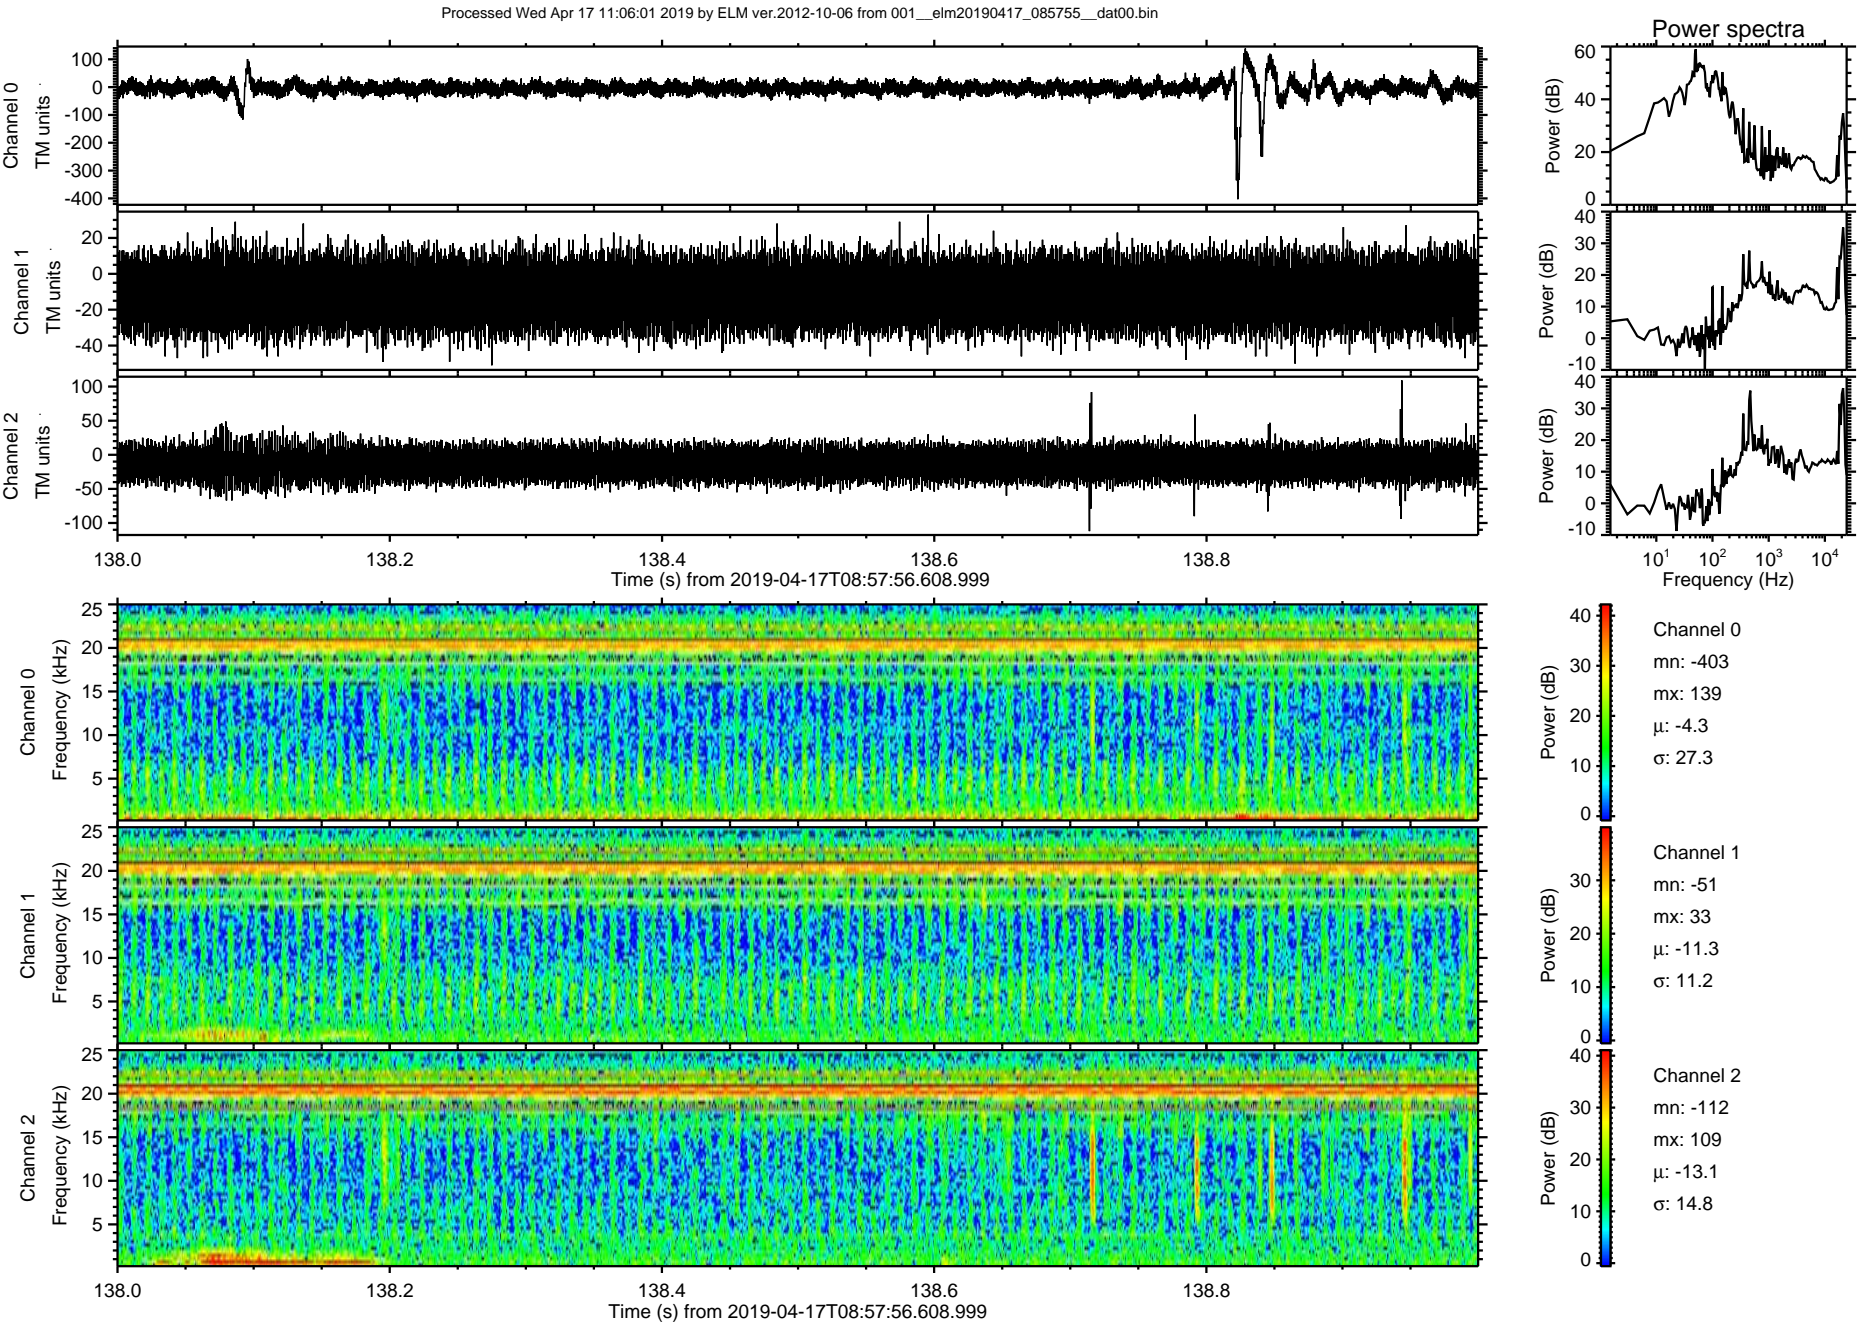 Processed Wed Apr 17 11:06:01 2019 by ELM ver.2012-10-06 from 001__elm20190417_085755__dat00.bin
Power spectra
Channel 0
TM units
100
0
-100
-200
-300
-400
Power (dB)
60
40
20
0
Channel 1
TM units
20
0
-20
-40
Power (dB)
40
30
20
10
0
-10
Channel 2
TM units
100
50
0
-50
-100
Power (dB)
40
30
20
10
0
-10
138.0 138.2 138.4 138.6 138.8
Time (s) from 2019-04-17T08:57:56.608.999
10^1 10^2 10^3 10^4
Frequency (Hz)
Channel 0
Frequency (kHz)
25
20
15
10
5
Power (dB)
40
30
20
10
0
Channel 0
mn: -403
mx: 139
μ: -4.3
σ: 27.3
Channel 1
Frequency (kHz)
25
20
15
10
5
Power (dB)
30
20
10
0
Channel 1
mn: -51
mx: 33
μ: -11.3
σ: 11.2
Channel 2
Frequency (kHz)
25
20
15
10
5
Power (dB)
40
30
20
10
0
Channel 2
mn: -112
mx: 109
μ: -13.1
σ: 14.8
138.0 138.2 138.4 138.6 138.8
Time (s) from 2019-04-17T08:57:56.608.999